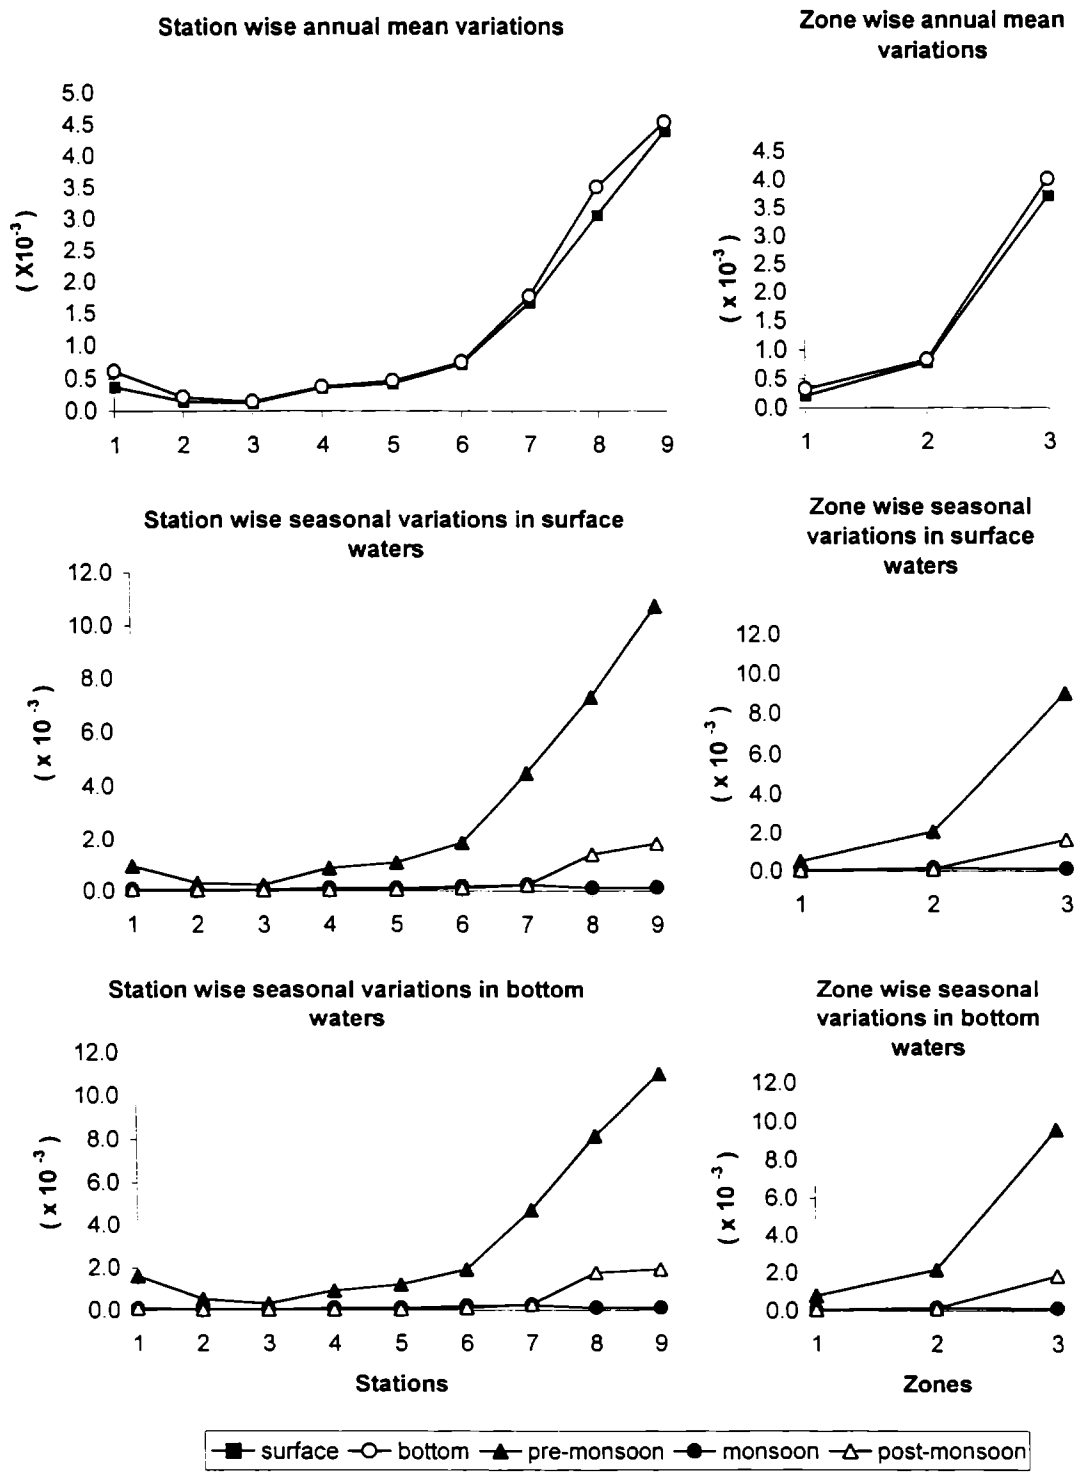 Station wise annual mean variations
5.0
4.5
4.0
3.5
3.0
2.5
2.0
1.5
1.0
0.5
0.0
( X10⁻³ )
1 2 3 4 5 6 7 8 9
Zone wise annual mean
variations
4.5
4.0
3.5
3.0
2.5
2.0
1.5
1.0
0.5
0.0
( x 10⁻³ )
1 2 3
Station wise seasonal variations in surface
waters
12.0
10.0
8.0
6.0
4.0
2.0
0.0
( x 10 ⁻³ )
1 2 3 4 5 6 7 8 9
Zone wise seasonal
variations in surface
waters
12.0
10.0
8.0
6.0
4.0
2.0
0.0
( x 10 ⁻³ )
1 2 3
Station wise seasonal variations in bottom
waters
12.0
10.0
8.0
6.0
4.0
2.0
0.0
( x 10 ⁻³ )
1 2 3 4 5 6 7 8 9
Stations
Zone wise seasonal
variations in bottom
waters
12.0
10.0
8.0
6.0
4.0
2.0
0.0
( x 10 ⁻³ )
1 2 3
Zones
surface bottom pre-monsoon monsoon post-monsoon